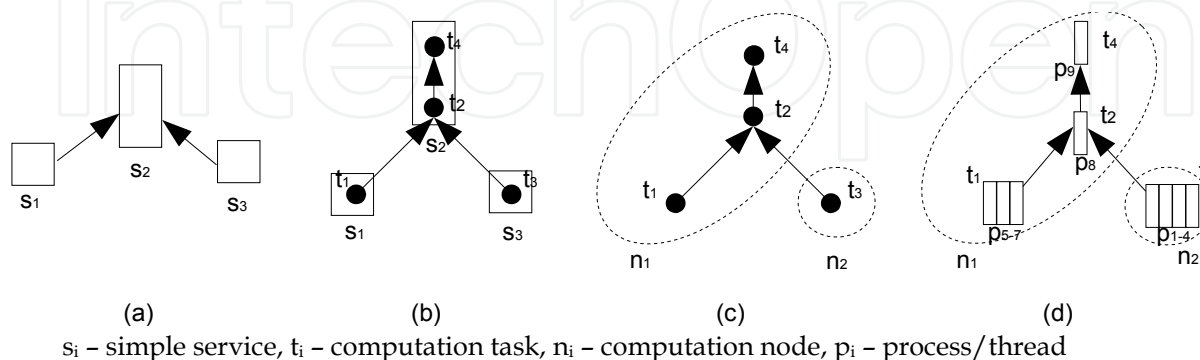 IntechOpen IntechOpen
s1 s2 s3
t4 t2 s2 t1 t3 s1 s3
t4 t2 t1 t3 n1 n2
t4 p9 t2 p8 t1 p5-7 p1-4 n1 n2
(a) (b) (c) (d)
si – simple service, ti – computation task, ni – computation node, pi – process/thread